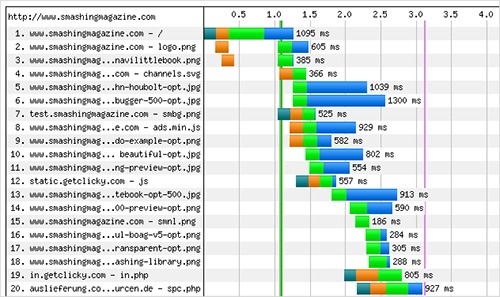 http://www.smashingmagazine.com 0.5 1.0 1.5 2.0 2.5 3.0 3.5
1. www.smashingmagazine.com - / 1095 ms
2. www.smashingmagazine.com - logo.png 605 ms
3. www.smashingmag...navilittlebook.png 385 ms
4. www.smashingmag....com - channels.svg 366 ms
5. www.smashingmag...hn-houbolt-opt.jpg 1039 ms
6. www.smashingmag...bugger-500-opt.jpg 1300 ms
7. test.smashingmagazine.com - smbg.png 525 ms
8. www.smashingmag...e.com - ads.min.js 929 ms
9. www.smashingmag...do-example-opt.png 582 ms
10. www.smashingmag... beautiful-opt.jpg 802 ms
11. www.smashingmag...ng-preview-opt.jpg 554 ms
12. static.getclicky.com - js 557 ms
13. www.smashingmag...tebook-opt-500.jpg 913 ms
14. www.smashingmag...00-preview-opt.png 590 ms
15. www.smashingmagazine.com - smnl.png 186 ms
16. www.smashingmag...ul-boag-v5-opt.png 284 ms
17. www.smashingmag...ransparent-opt.png 305 ms
18. www.smashingmag...ashing-library.png 288 ms
19. in.getclicky.com - in.php 805 ms
20. auslieferung.co...urcen.de - spc.php 927 ms